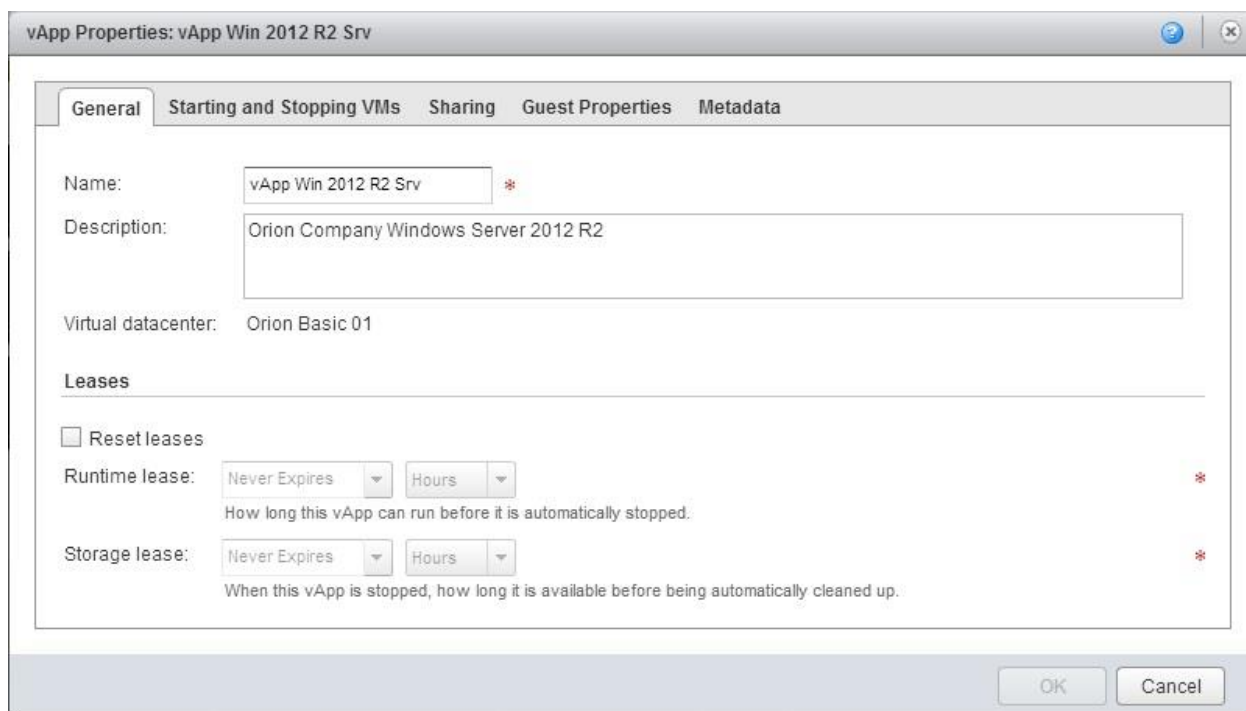 vApp Properties: vApp Win 2012 R2 Srv
General Starting and Stopping VMs Sharing Guest Properties Metadata
Name: vApp Win 2012 R2 Srv *
Description: Orion Company Windows Server 2012 R2
Virtual datacenter: Orion Basic 01
Leases
Reset leases
Runtime lease: Never Expires Hours *
How long this vApp can run before it is automatically stopped.
Storage lease: Never Expires Hours *
When this vApp is stopped, how long it is available before being automatically cleaned up.
OK Cancel